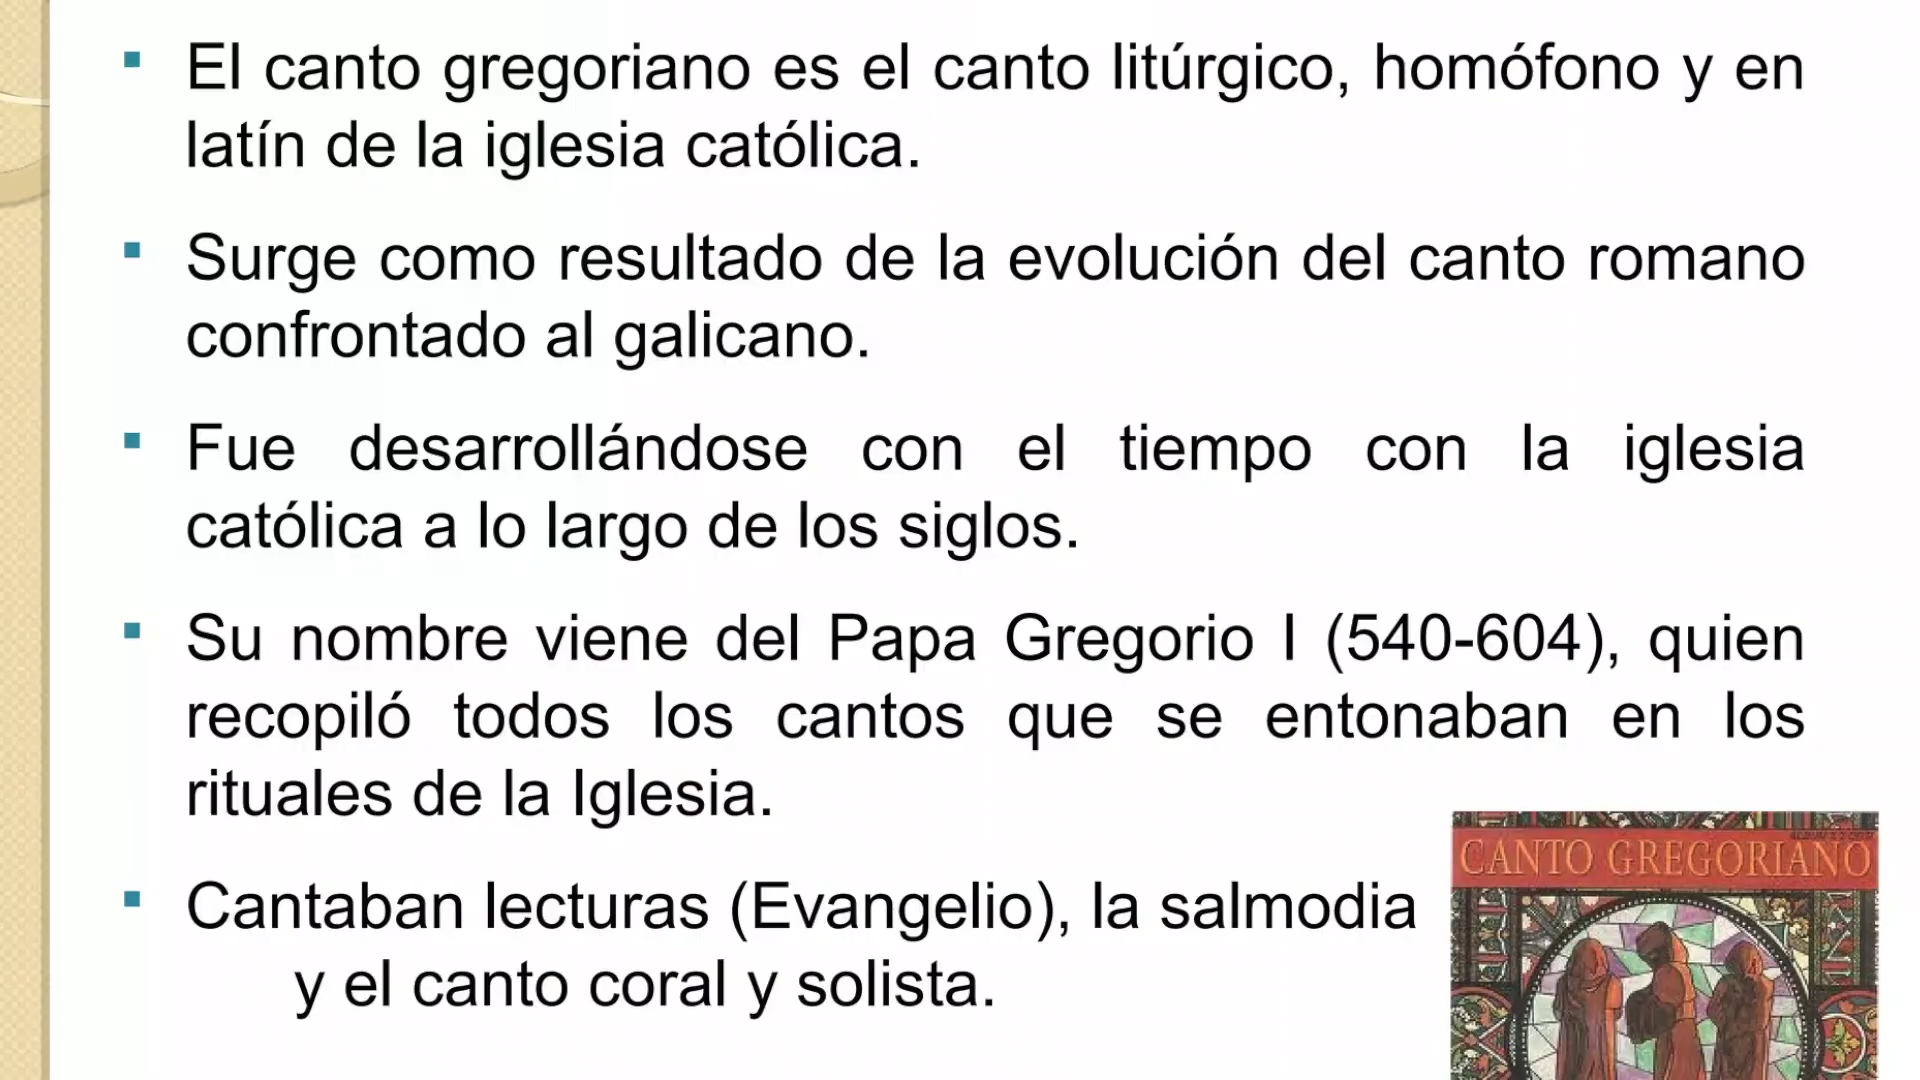 El canto gregoriano es el canto litúrgico, homófono y en
latín de la iglesia católica.
Surge como resultado de la evolución del canto romano
confrontado al galicano.
Fue desarrollándose con el tiempo con la iglesia
católica a lo largo de los siglos.
Su nombre viene del Papa Gregorio I (540-604), quien
recopiló todos los cantos que se entonaban en los
rituales de la Iglesia.
Cantaban lecturas (Evangelio), la salmodia
y el canto coral y solista.
CANTO GREGORIANO